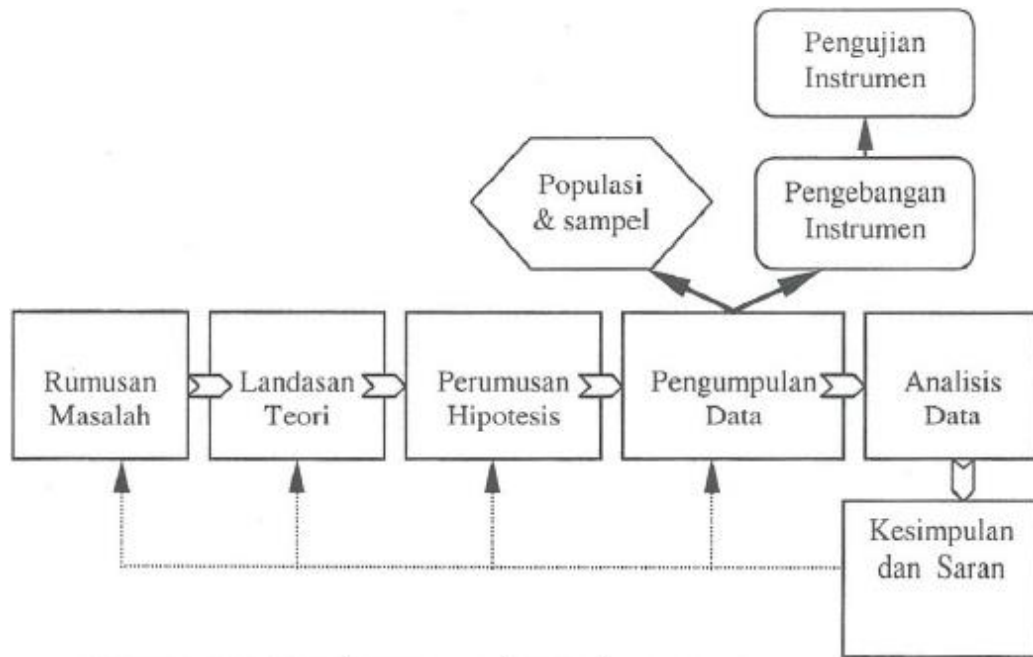 Pengujian
Instrumen
Populasi
& sampel
Pengebangan
Instrumen
Rumusan
Masalah
Landasan
Teori
Perumusan
Hipotesis
Pengumpulan
Data
Analisis
Data
Kesimpulan
dan Saran